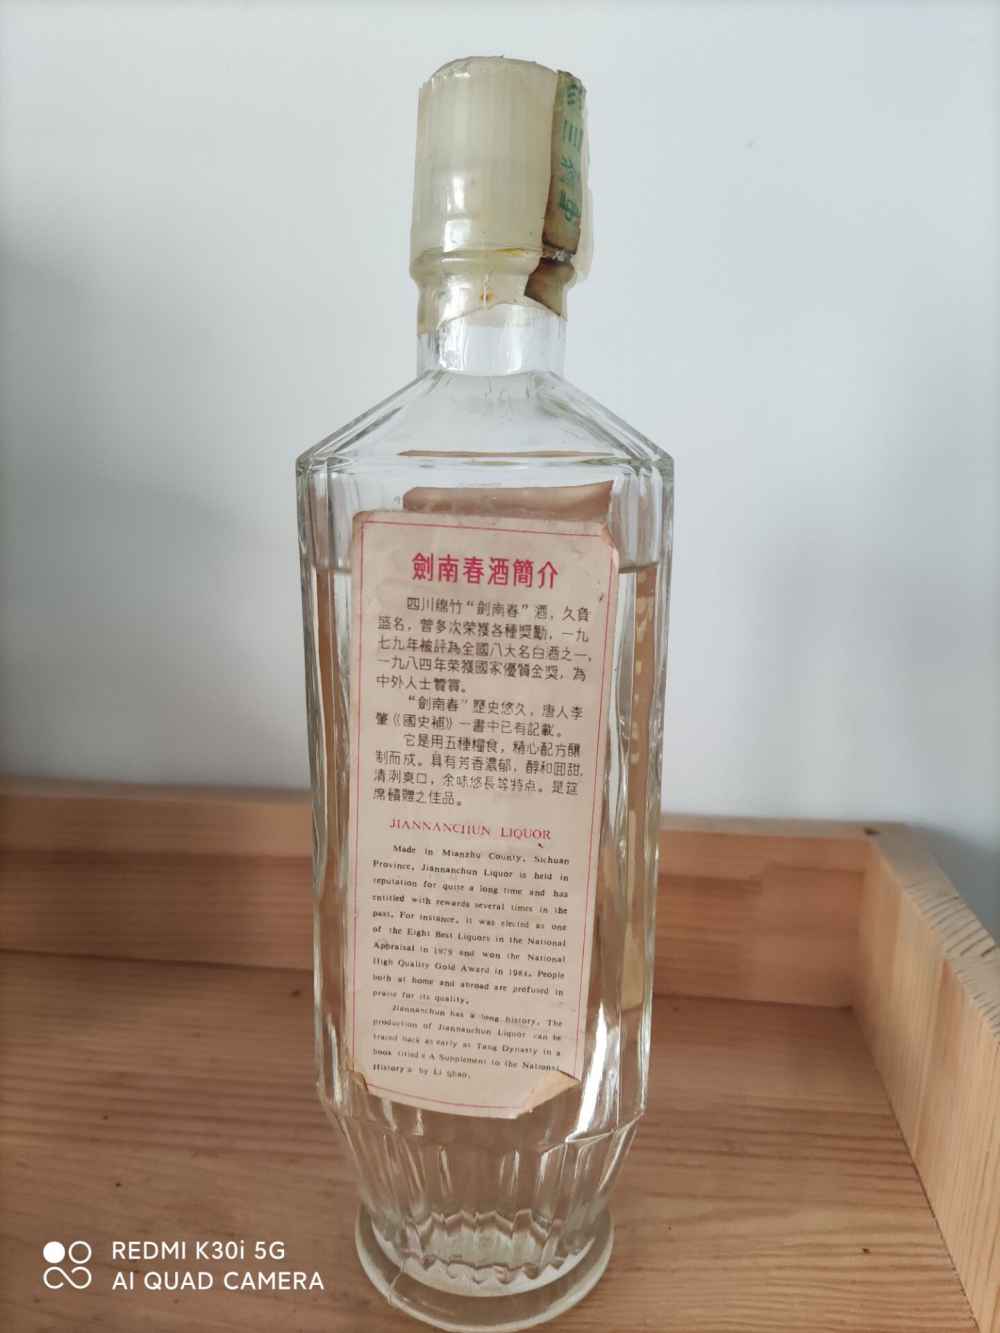 劍南春酒簡介
四川綿竹“劍南春”酒，久負
盛名，曾多次荣獲各種獎勵，一九
七九年被評為全國八大名白酒之一，
一九八四年荣獲國家優質金獎，為
中外人士贊賞。
“劍南春”歷史悠久，唐人李
肇《國史補》一書中已有記載。
它是用五種糧食，精心配方釀
制而成。具有芳香濃郁，醇和回甜，
清洌爽口，余味悠長等特点。是筵
席禮之佳品。
JIANNANCHUN LIQUOR
Made in Mianzhu County, Sichuan
Province, Jiannanchun Liquor is held in
reputation for quite a long time and has
entitled with rewards several times in the
past. For instance, it was elected as one
of the Eight Best Liquors in the National
Appraisal in 1979 and won the National
High Quality Gold Award in 1984. People
both at home and abroad are profused in
praise for its quality.
Jiannanchun has a long history. The
production of Jiannanchun Liquor can be
traced back as early as Tang Dynasty in a
book titled « A Supplement to the National
History » by Li Qhao.
REDMI K30i 5G
AI QUAD CAMERA